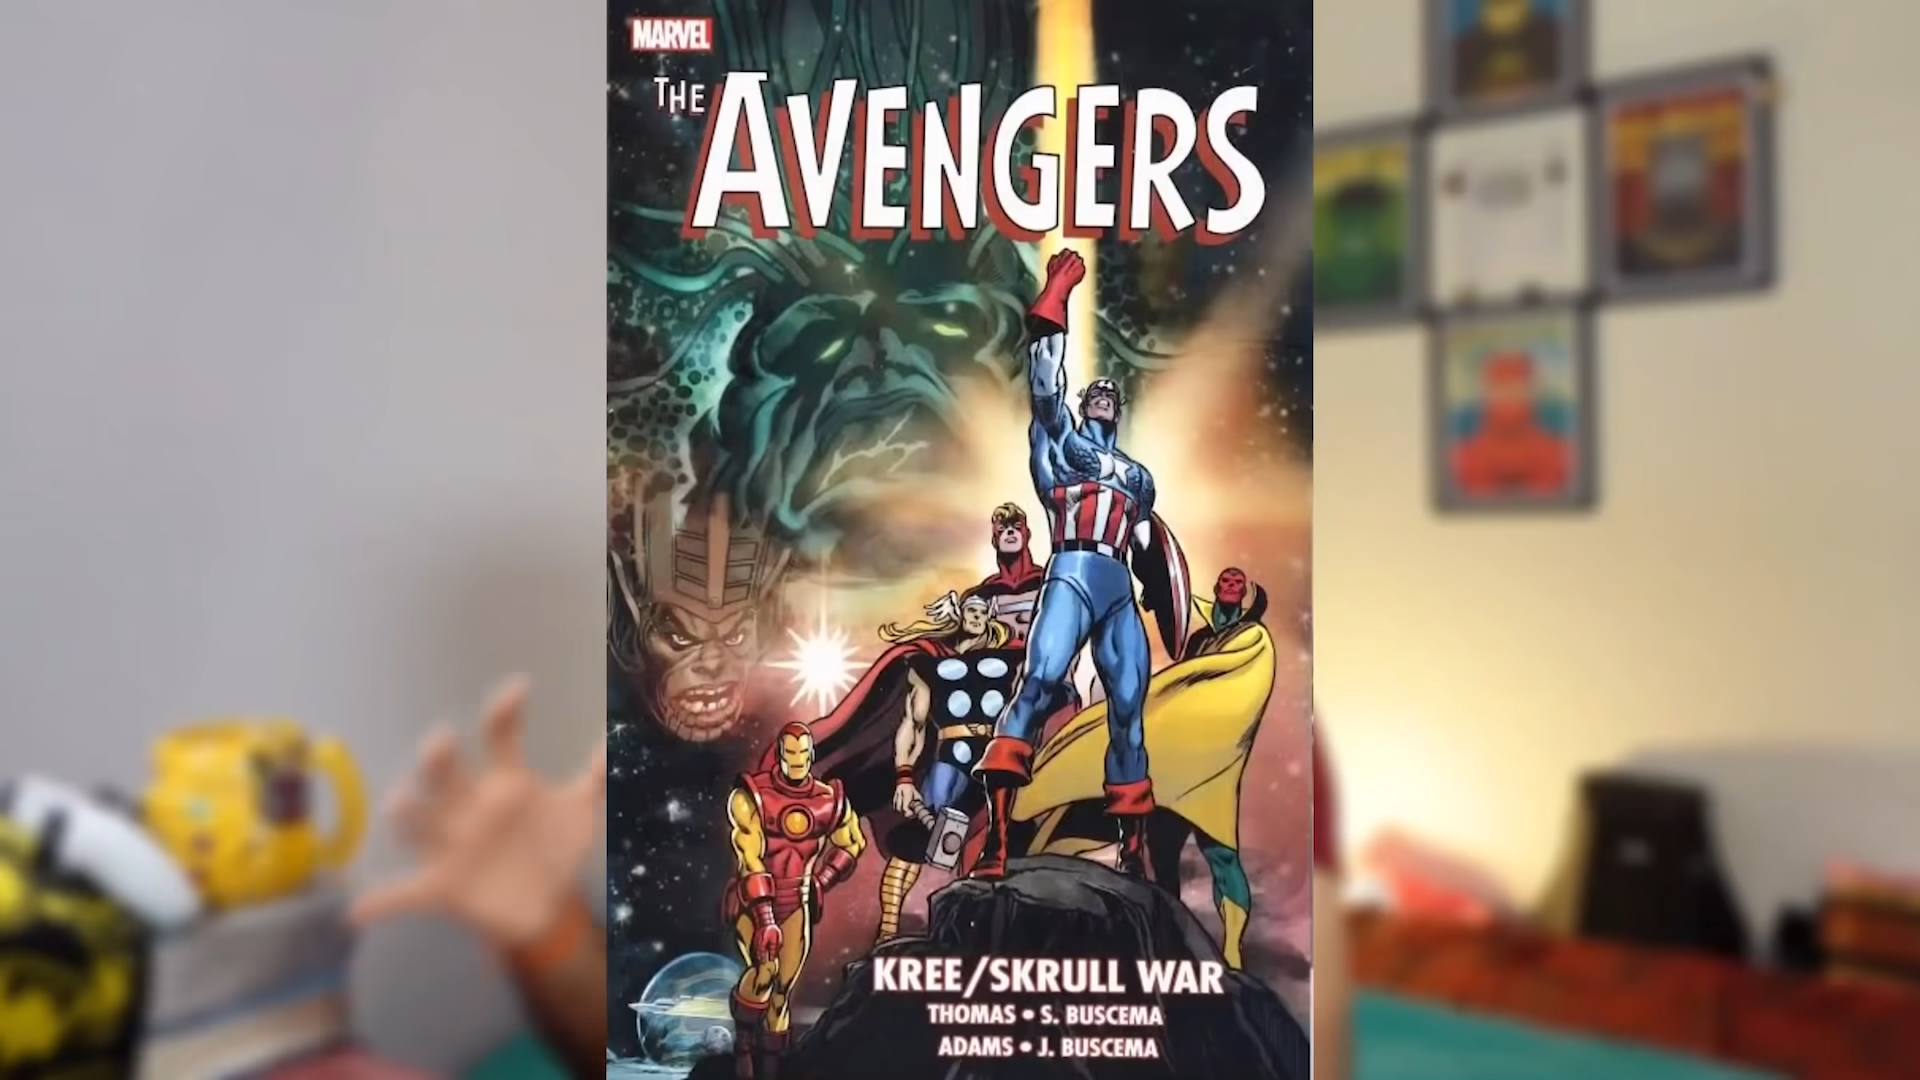 MARVEL
THE AVENGERS
KREE/SKRULL WAR
THOMAS • S. BUSCEMA
ADAMS • J. BUSCEMA